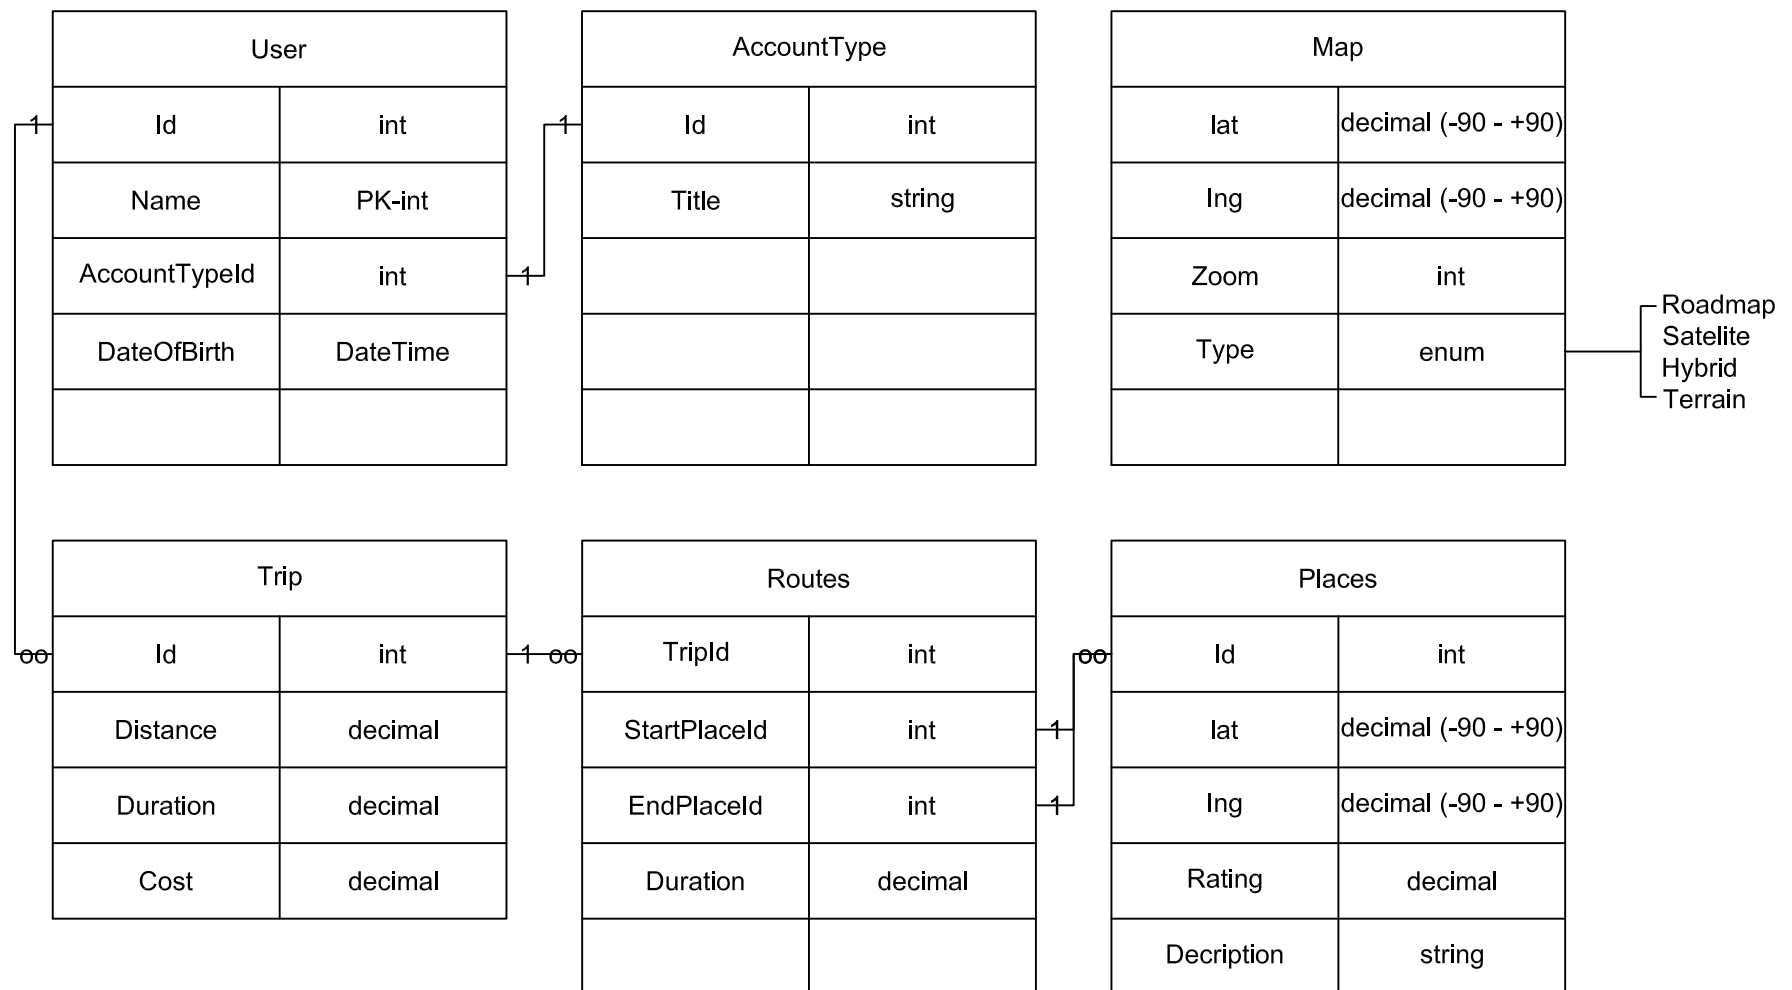 User
AccountType
Map
1
Id
int
1
1
Id
int
lat
decimal (-90 - +90)
Name
PK-int
Title
string
lng
decimal (-90 - +90)
AccountTypeId
int
1
Zoom
int
DateOfBirth
DateTime
Type
enum
Roadmap
Satelite
Hybrid
Terrain
Trip
Routes
Places
oo
Id
int
1
oo
TripId
int
oo
Id
int
Distance
decimal
StartPlaceId
int
1
lat
decimal (-90 - +90)
Duration
decimal
EndPlaceId
int
1
lng
decimal (-90 - +90)
Cost
decimal
Duration
decimal
Rating
decimal
Decription
string